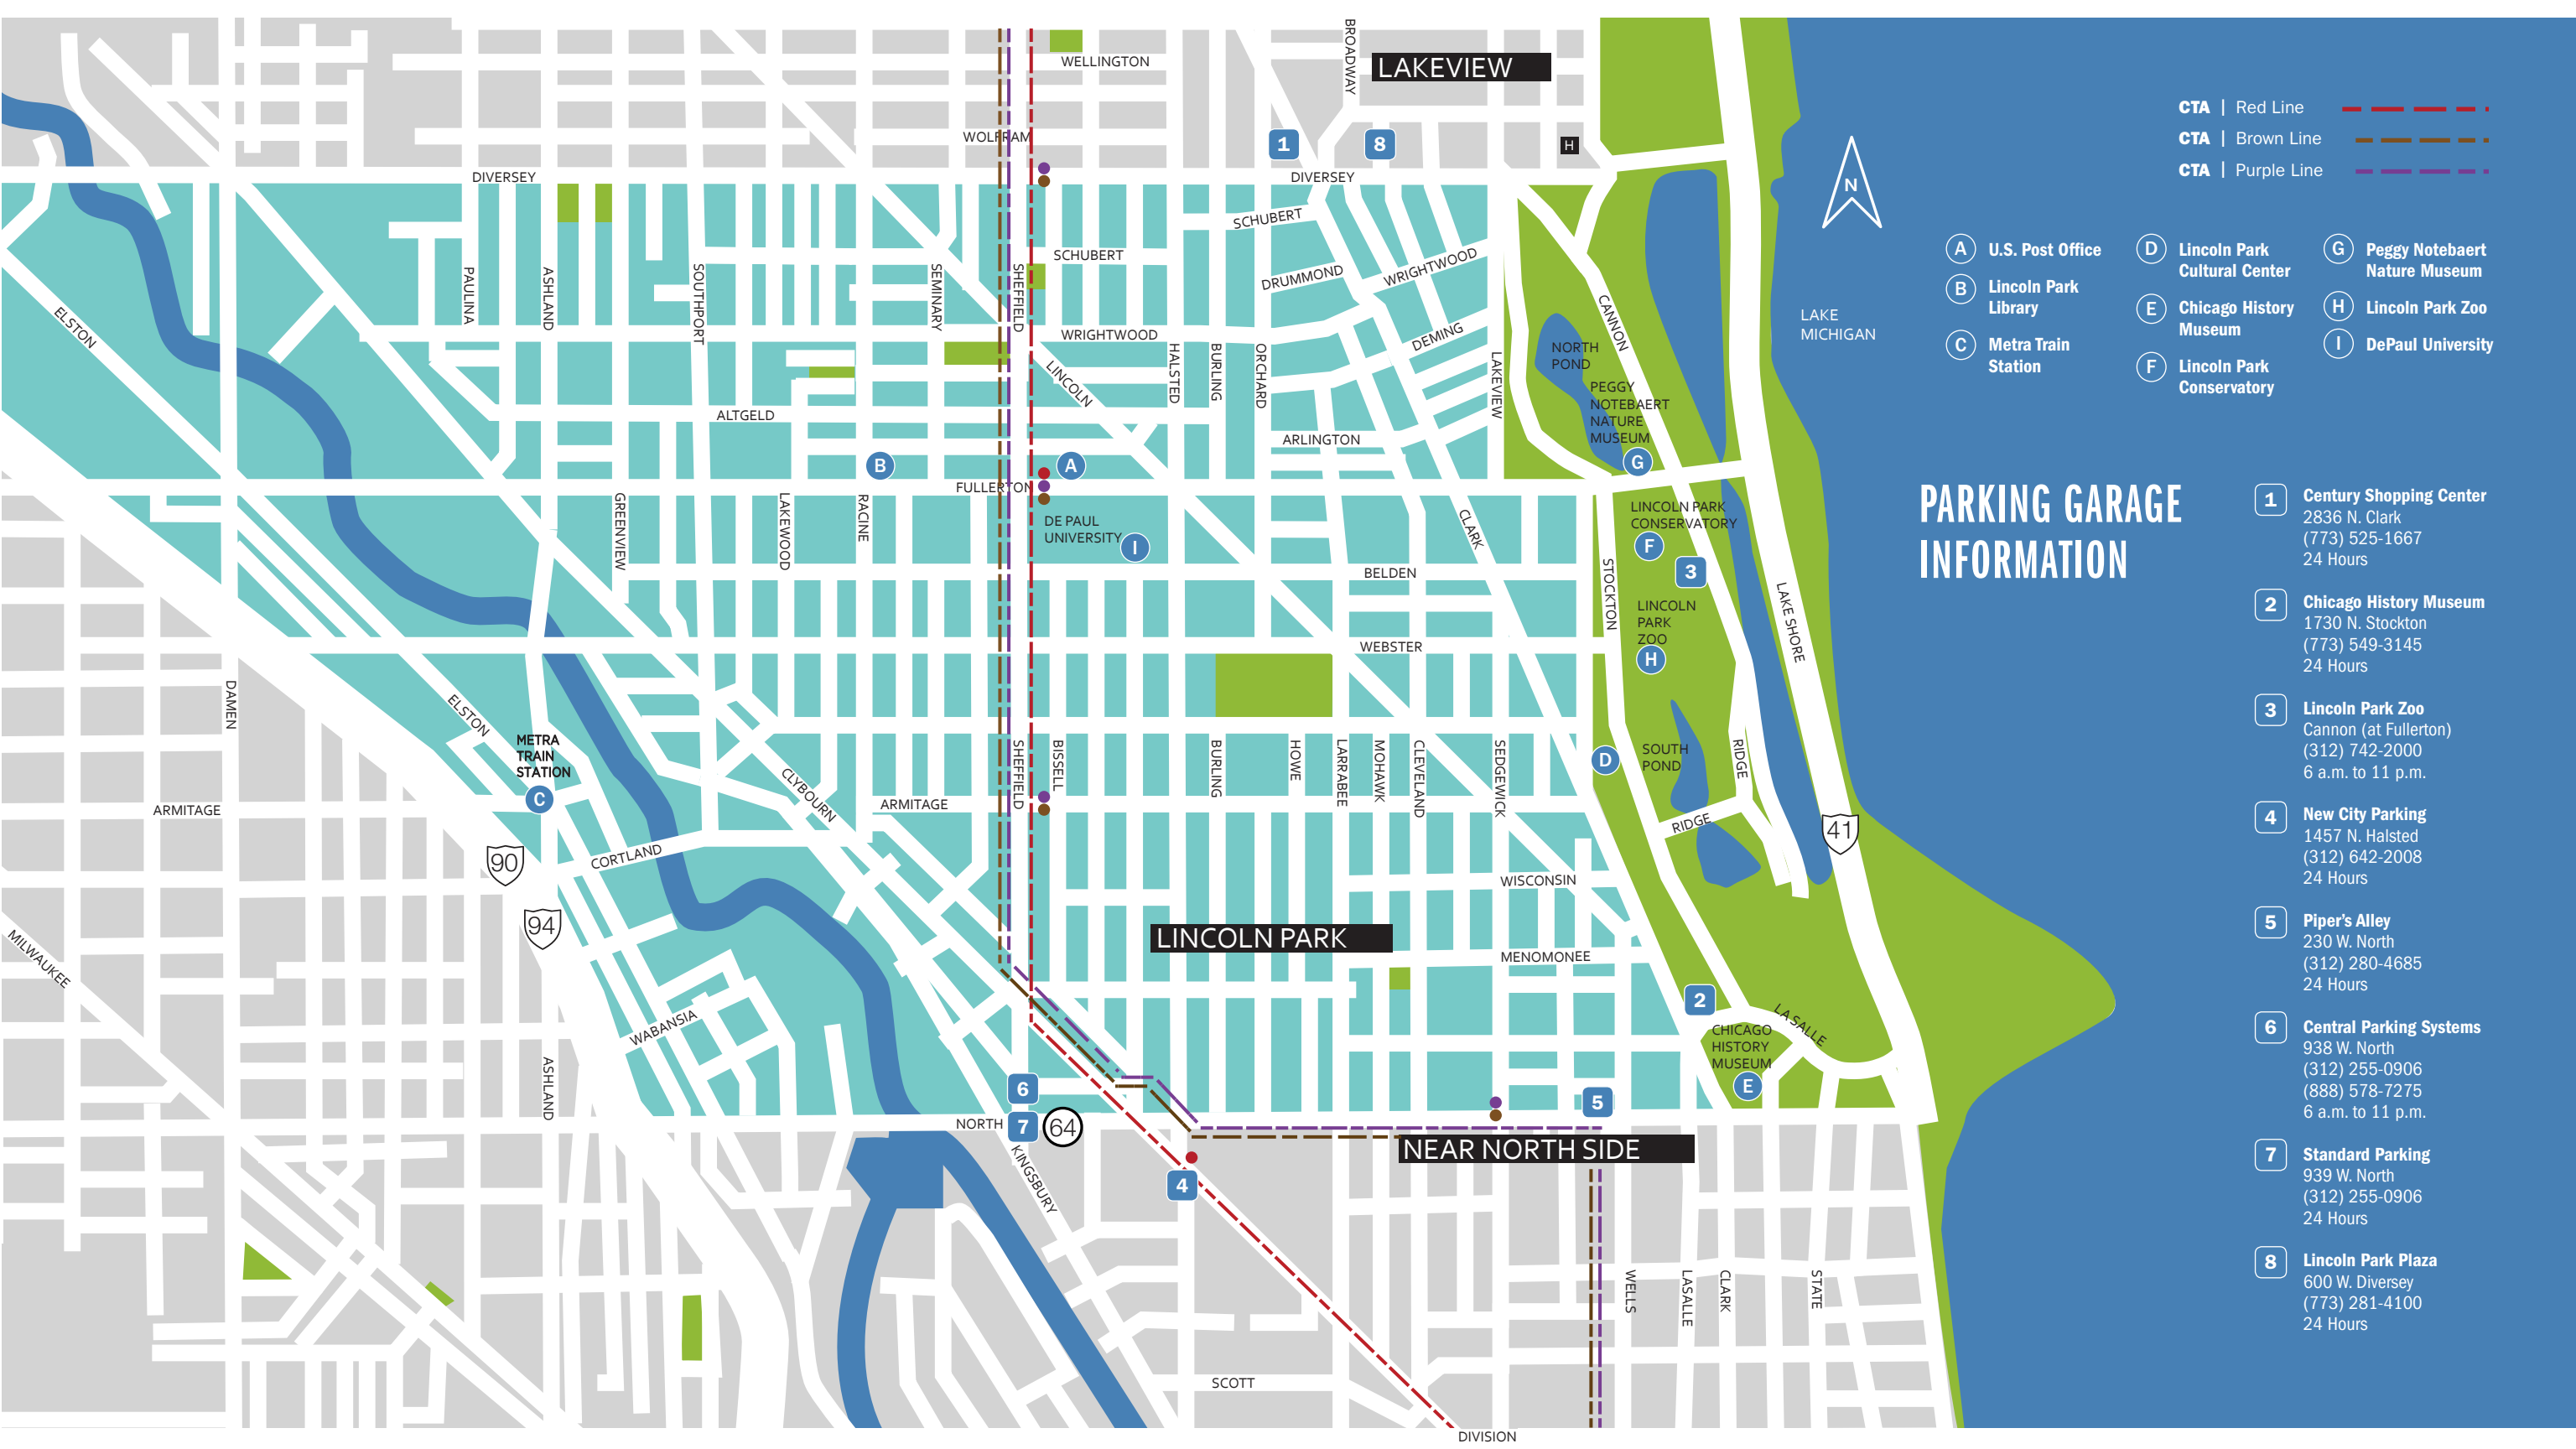 BROADWAY
WELLINGTON
LAKEVIEW
WOLFRAM
1
8
H
DIVERSEY
DIVERSEY
SCHUBERT
SCHUBERT
DRUMMOND
WRIGHTWOOD
PAULINA
ASHLAND
SOUTHPORT
SEMINARY
SHEFFIELD
CANNON
ELSTON
WRIGHTWOOD
DEMING
NORTH
POND
LINCOLN
HALSTED
BURLING
ORCHARD
LAKEVIEW
PEGGY
NOTEBAERT
NATURE
MUSEUM
G
ALTGELD
ARLINGTON
B
A
FULLERTON
GREENVIEW
LAKEWOOD
RACINE
DE PAUL
UNIVERSITY
I
CLARK
LINCOLN PARK
CONSERVATORY
F
3
BELDEN
STOCKTON
LAKE SHORE
LINCOLN
PARK
ZOO
H
WEBSTER
DAMEN
ELSTON
METRA
TRAIN
STATION
C
CLYBOURN
SHEFFIELD
BISSELL
BURLING
HOWE
LARRABEE
MOHAWK
CLEVELAND
SEDGEWICK
D
SOUTH
POND
RIDGE
ARMITAGE
ARMITAGE
RIDGE
41
90
CORTLAND
WISCONSIN
94
MILWAUKEE
LINCOLN PARK
MENOMONEE
2
LA SALLE
WABANSIA
CHICAGO
HISTORY
MUSEUM
E
ASHLAND
6
5
NORTH
7
64
NEAR NORTH SIDE
KINGSBURY
4
WELLS
LASALLE
CLARK
STATE
SCOTT
DIVISION
N
LAKE
MICHIGAN
CTA | Red Line
CTA | Brown Line
CTA | Purple Line
A U.S. Post Office
B Lincoln Park
Library
C Metra Train
Station
D Lincoln Park
Cultural Center
E Chicago History
Museum
F Lincoln Park
Conservatory
G Peggy Notebaert
Nature Museum
H Lincoln Park Zoo
I DePaul University
PARKING GARAGE
INFORMATION
1 Century Shopping Center
2836 N. Clark
(773) 525-1667
24 Hours
2 Chicago History Museum
1730 N. Stockton
(773) 549-3145
24 Hours
3 Lincoln Park Zoo
Cannon (at Fullerton)
(312) 742-2000
6 a.m. to 11 p.m.
4 New City Parking
1457 N. Halsted
(312) 642-2008
24 Hours
5 Piper's Alley
230 W. North
(312) 280-4685
24 Hours
6 Central Parking Systems
938 W. North
(312) 255-0906
(888) 578-7275
6 a.m. to 11 p.m.
7 Standard Parking
939 W. North
(312) 255-0906
24 Hours
8 Lincoln Park Plaza
600 W. Diversey
(773) 281-4100
24 Hours